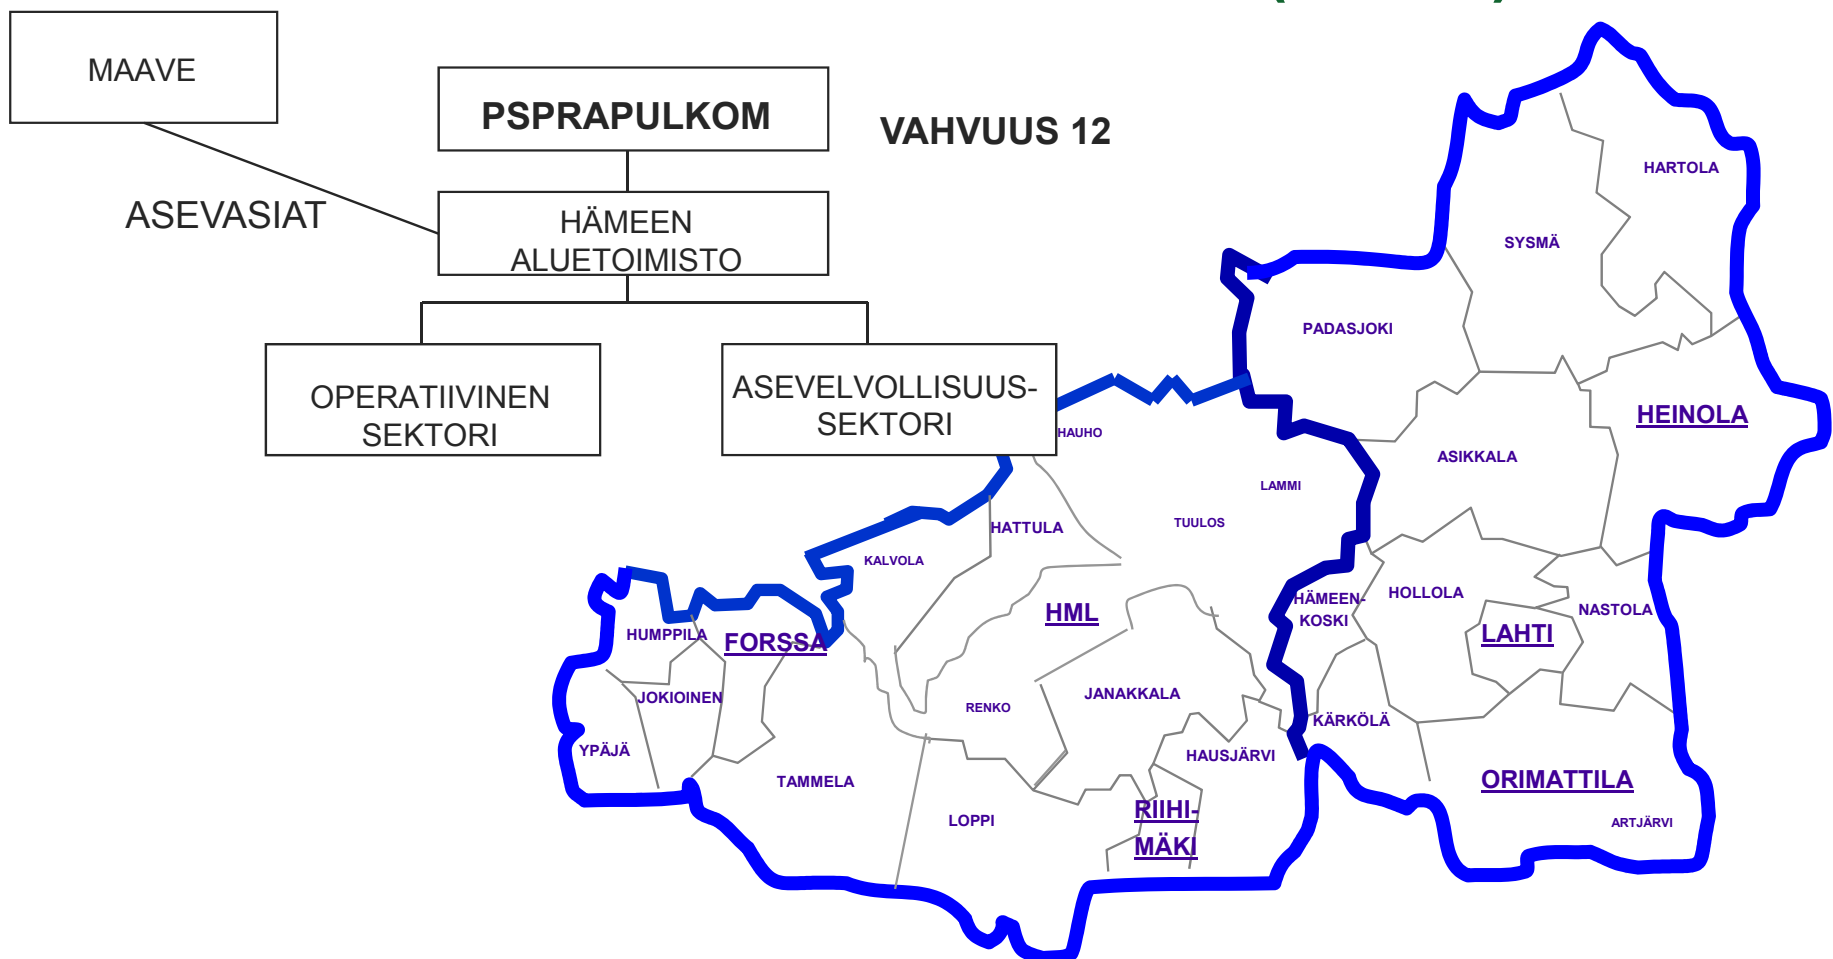 MAAVE
PSPRAPULKOM
VAHVUUS 12
ASEVASIAT
HÄMEEN
ALUETOIMISTO
OPERATIIVINEN
SEKTORI
ASEVELVOLLISUUS-
SEKTORI
HARTOLA
SYSMÄ
PADASJOKI
HEINOLA
HAUHO
ASIKKALA
LAMMI
TUULOS
HATTULA
KALVOLA
HÄMEEN-
KOSKI
HOLLOLA
NASTOLA
HML
LAHTI
HUMPPILA
FORSSA
JOKIOINEN
JANAKKALA
RENKO
KÄRKÖLÄ
YPÄJÄ
HAUSJÄRVI
TAMMELA
ORIMATTILA
LOPPI
RIIHI-
MÄKI
ARTJÄRVI